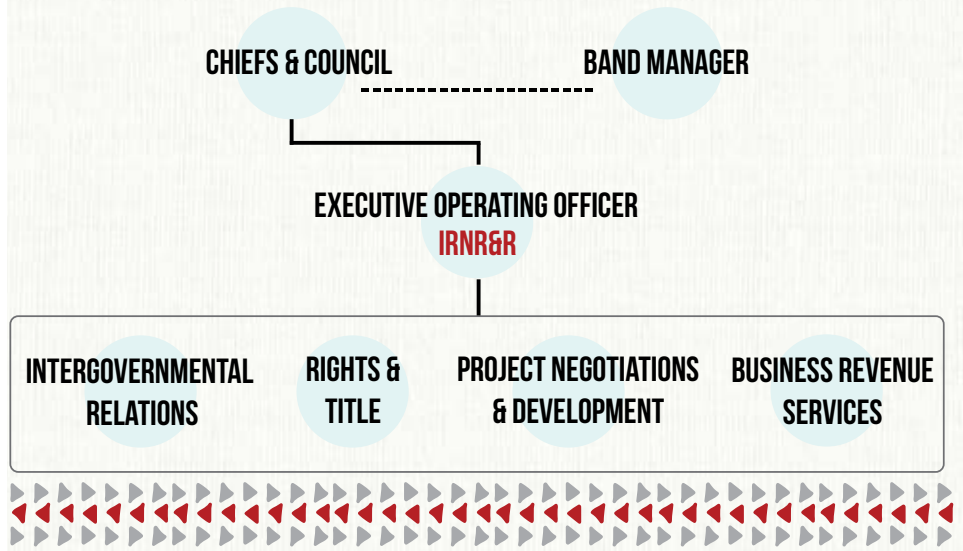 CHIEFS & COUNCIL
BAND MANAGER
EXECUTIVE OPERATING OFFICER
IRNR&R
INTERGOVERNMENTAL
RELATIONS
RIGHTS &
TITLE
PROJECT NEGOTIATIONS
& DEVELOPMENT
BUSINESS REVENUE
SERVICES